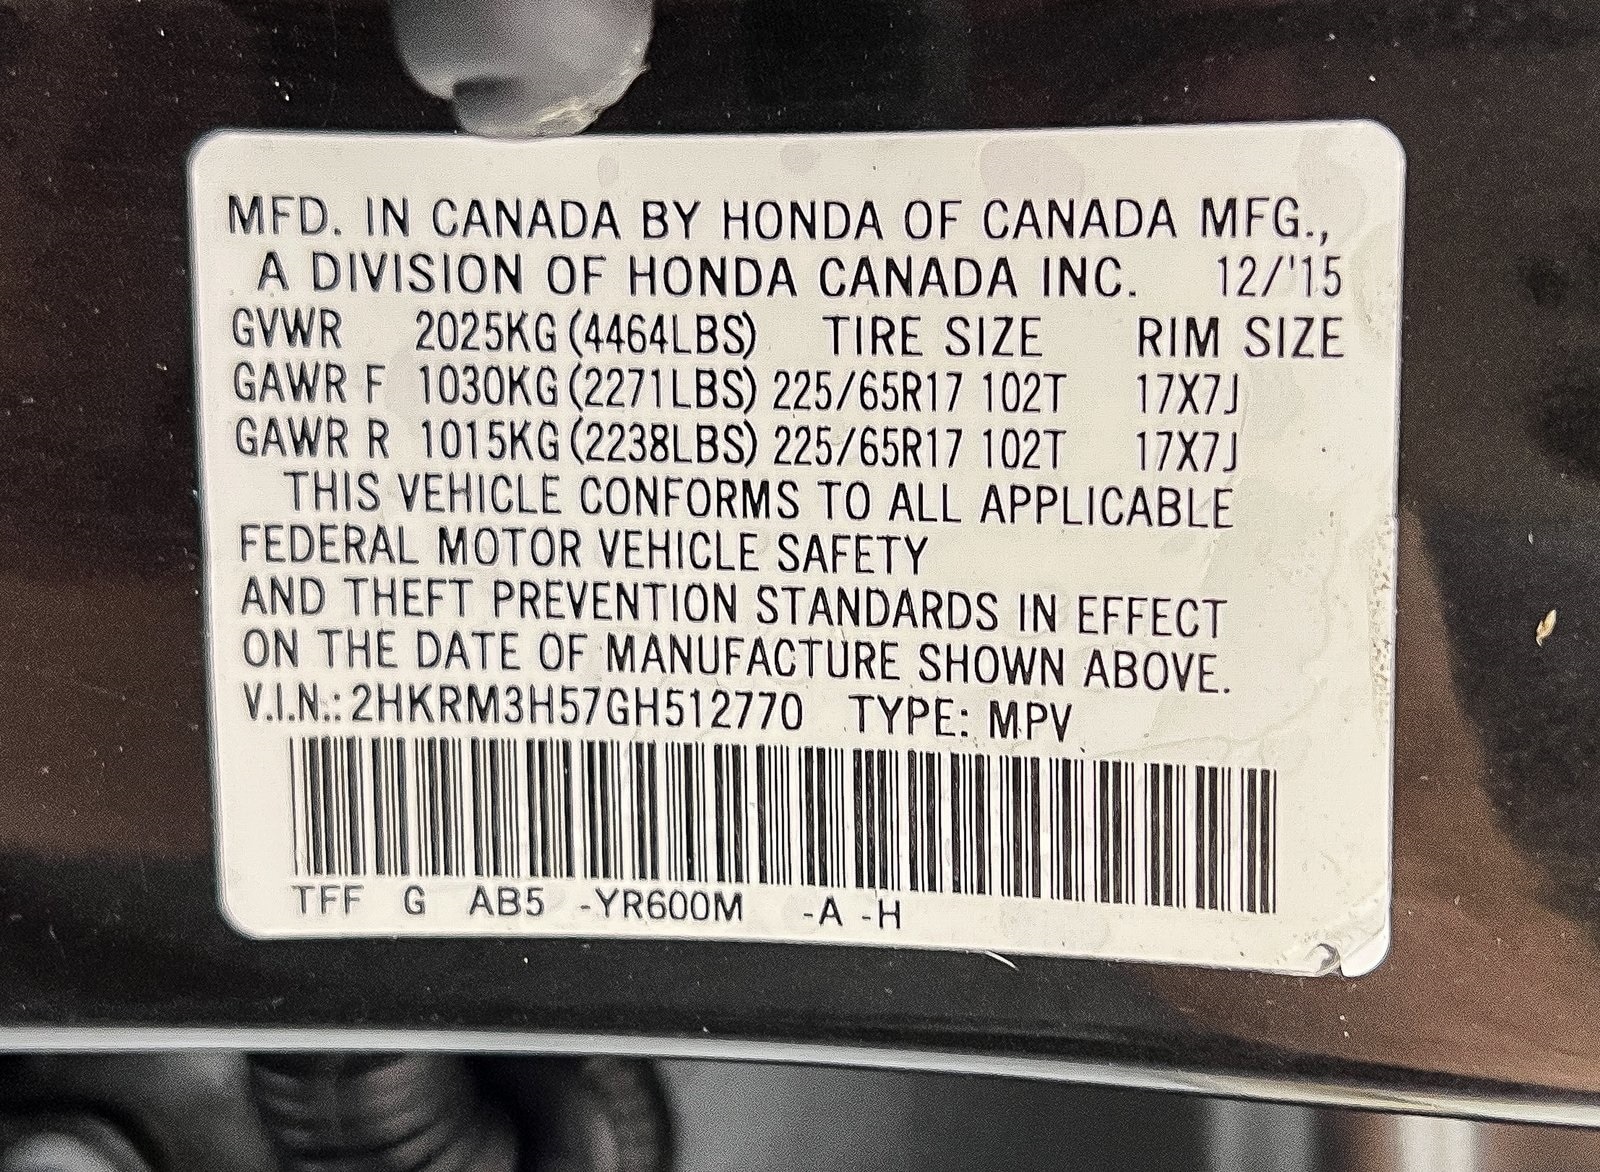 MFD. IN CANADA BY HONDA OF CANADA MFG.,
A DIVISION OF HONDA CANADA INC. 12/'15
GVWR 2025KG (4464LBS) TIRE SIZE RIM SIZE
GAWR F 1030KG (2271LBS) 225/65R17 102T 17X7J
GAWR R 1015KG (2238LBS) 225/65R17 102T 17X7J
THIS VEHICLE CONFORMS TO ALL APPLICABLE
FEDERAL MOTOR VEHICLE SAFETY
AND THEFT PREVENTION STANDARDS IN EFFECT
ON THE DATE OF MANUFACTURE SHOWN ABOVE.
V.I.N.: 2HKRM3H57GH512770 TYPE: MPV
TFF G AB5 -YR600M -A -H